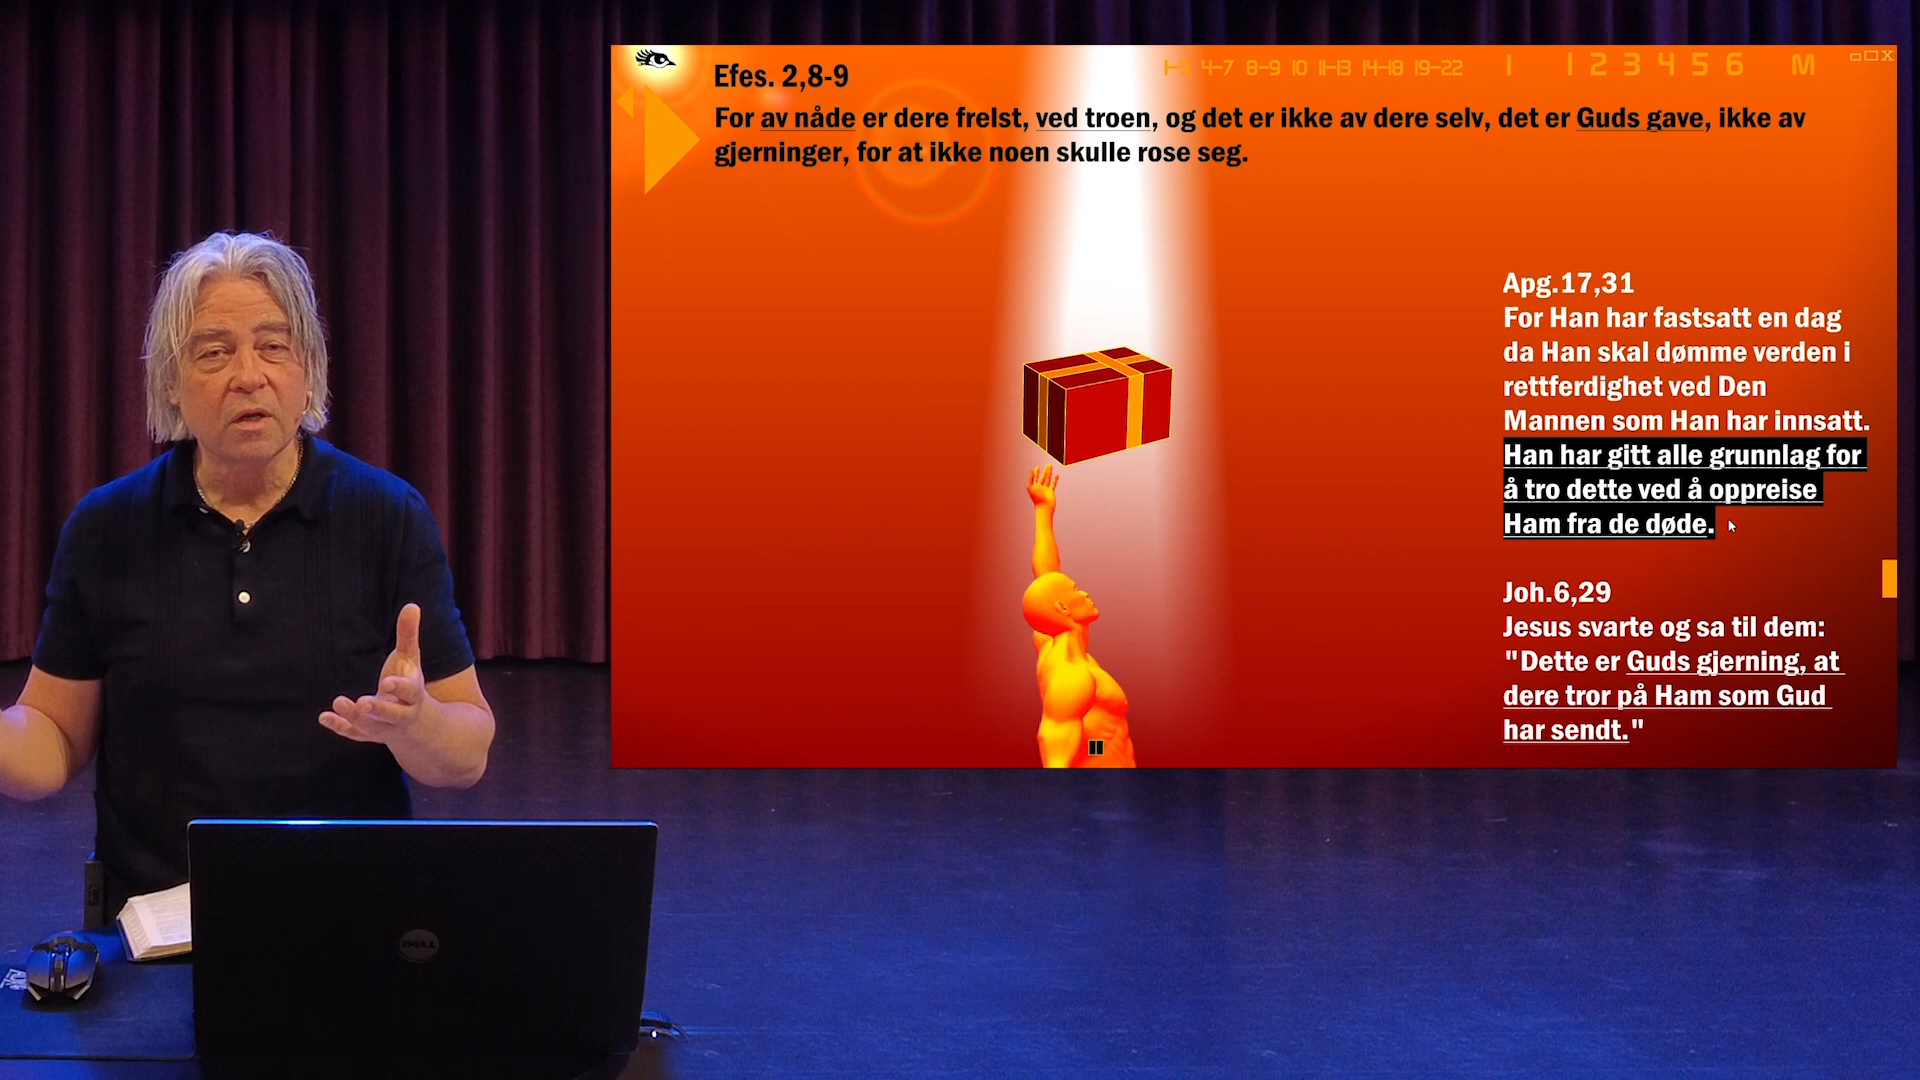 Efes. 2,8-9
1-3 4-7 8-9 10 11-13 14-18 19-22 1 1 2 3 4 5 6 M
For av nåde er dere frelst, ved troen, og det er ikke av dere selv, det er Guds gave, ikke av
gjerninger, for at ikke noen skulle rose seg.
Apg.17,31
For Han har fastsatt en dag
da Han skal dømme verden i
rettferdighet ved Den
Mannen som Han har innsatt.
Han har gitt alle grunnlag for
å tro dette ved å oppreise
Ham fra de døde.
Joh.6,29
Jesus svarte og sa til dem:
"Dette er Guds gjerning, at
dere tror på Ham som Gud
har sendt."
DELL